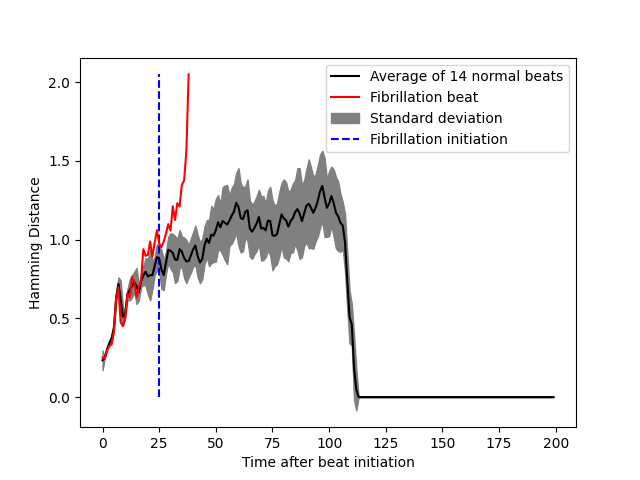 Average of 14 normal beats
Fibrillation beat
Standard deviation
Fibrillation initiation
Hamming Distance
2.0
1.5
1.0
0.5
0.0
0 25 50 75 100 125 150 175 200
Time after beat initiation